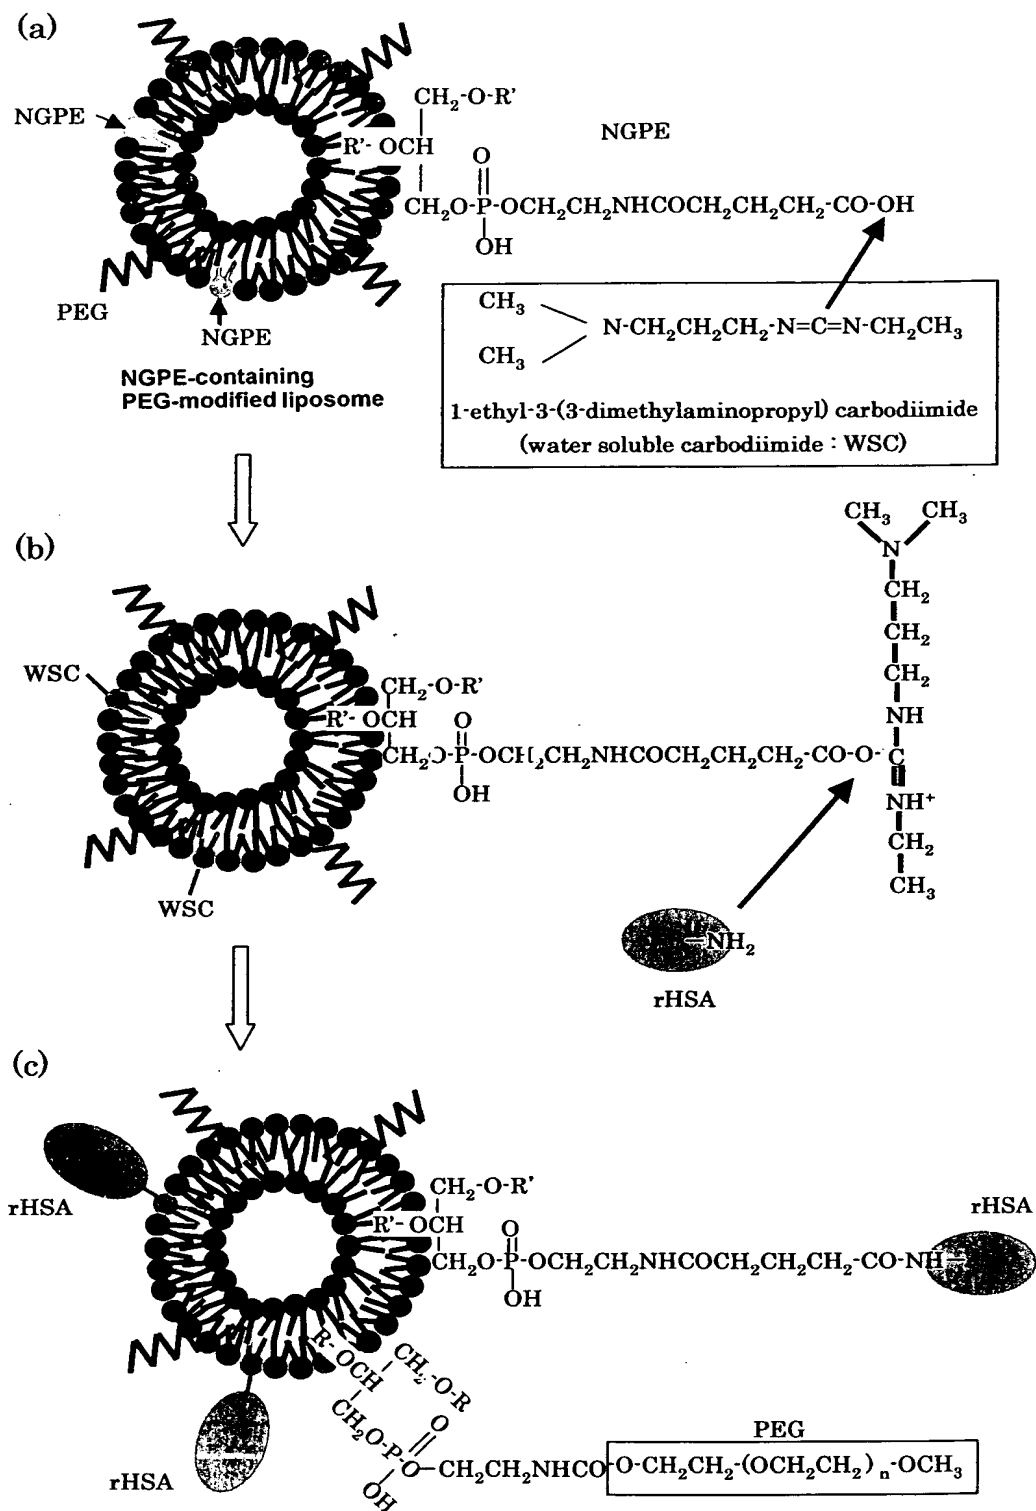 (a)
NGPE
CH₂-O-R'
R'-OCH
NGPE
O
CH₂O-P-OCH₂CH₂NHCOCH₂CH₂CH₂-CO-OH
OH
PEG
NGPE
NGPE-containing
PEG-modified liposome
CH₃
N-CH₂CH₂CH₂-N=C=N-CH₂CH₃
CH₃
1-ethyl-3-(3-dimethylaminopropyl) carbodiimide
(water soluble carbodiimide : WSC)
(b)
CH₃
CH₃
N
CH₂
CH₂
CH₂
NH
C
NH⁺
CH₂
CH₃
WSC
CH₂-O-R'
R'-OCH
O
CH₂O-P-OCH₂CH₂NHCOCH₂CH₂CH₂-CO-O-
OH
WSC
NH₂
rHSA
(c)
rHSA
CH₂-O-R'
R'-OCH
O
CH₂O-P-OCH₂CH₂NHCOCH₂CH₂CH₂-CO-NH
OH
rHSA
R-OCH
CH₂-O-R
O
CH₂O-P-O-CH₂CH₂NHCO-O-CH₂CH₂-(OCH₂CH₂)ₙ-OCH₃
OH
PEG
rHSA